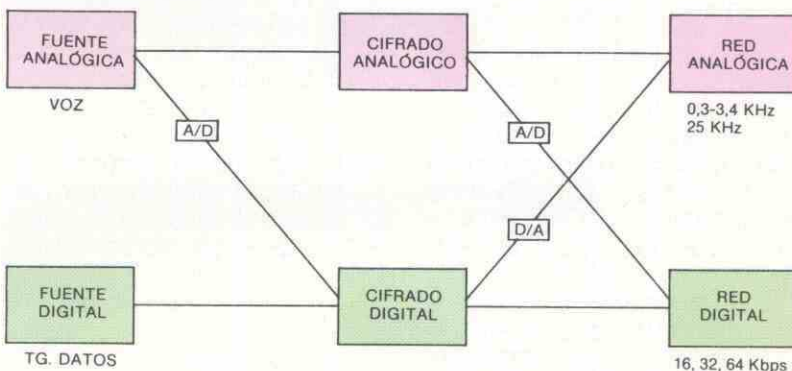 FUENTE
ANALÓGICA
VOZ
CIFRADO
ANALÓGICO
RED
ANALÓGICA
0,3-3,4 KHz
25 KHz
A/D
A/D
D/A
FUENTE
DIGITAL
TG. DATOS
CIFRADO
DIGITAL
RED
DIGITAL
16, 32, 64 Kbps